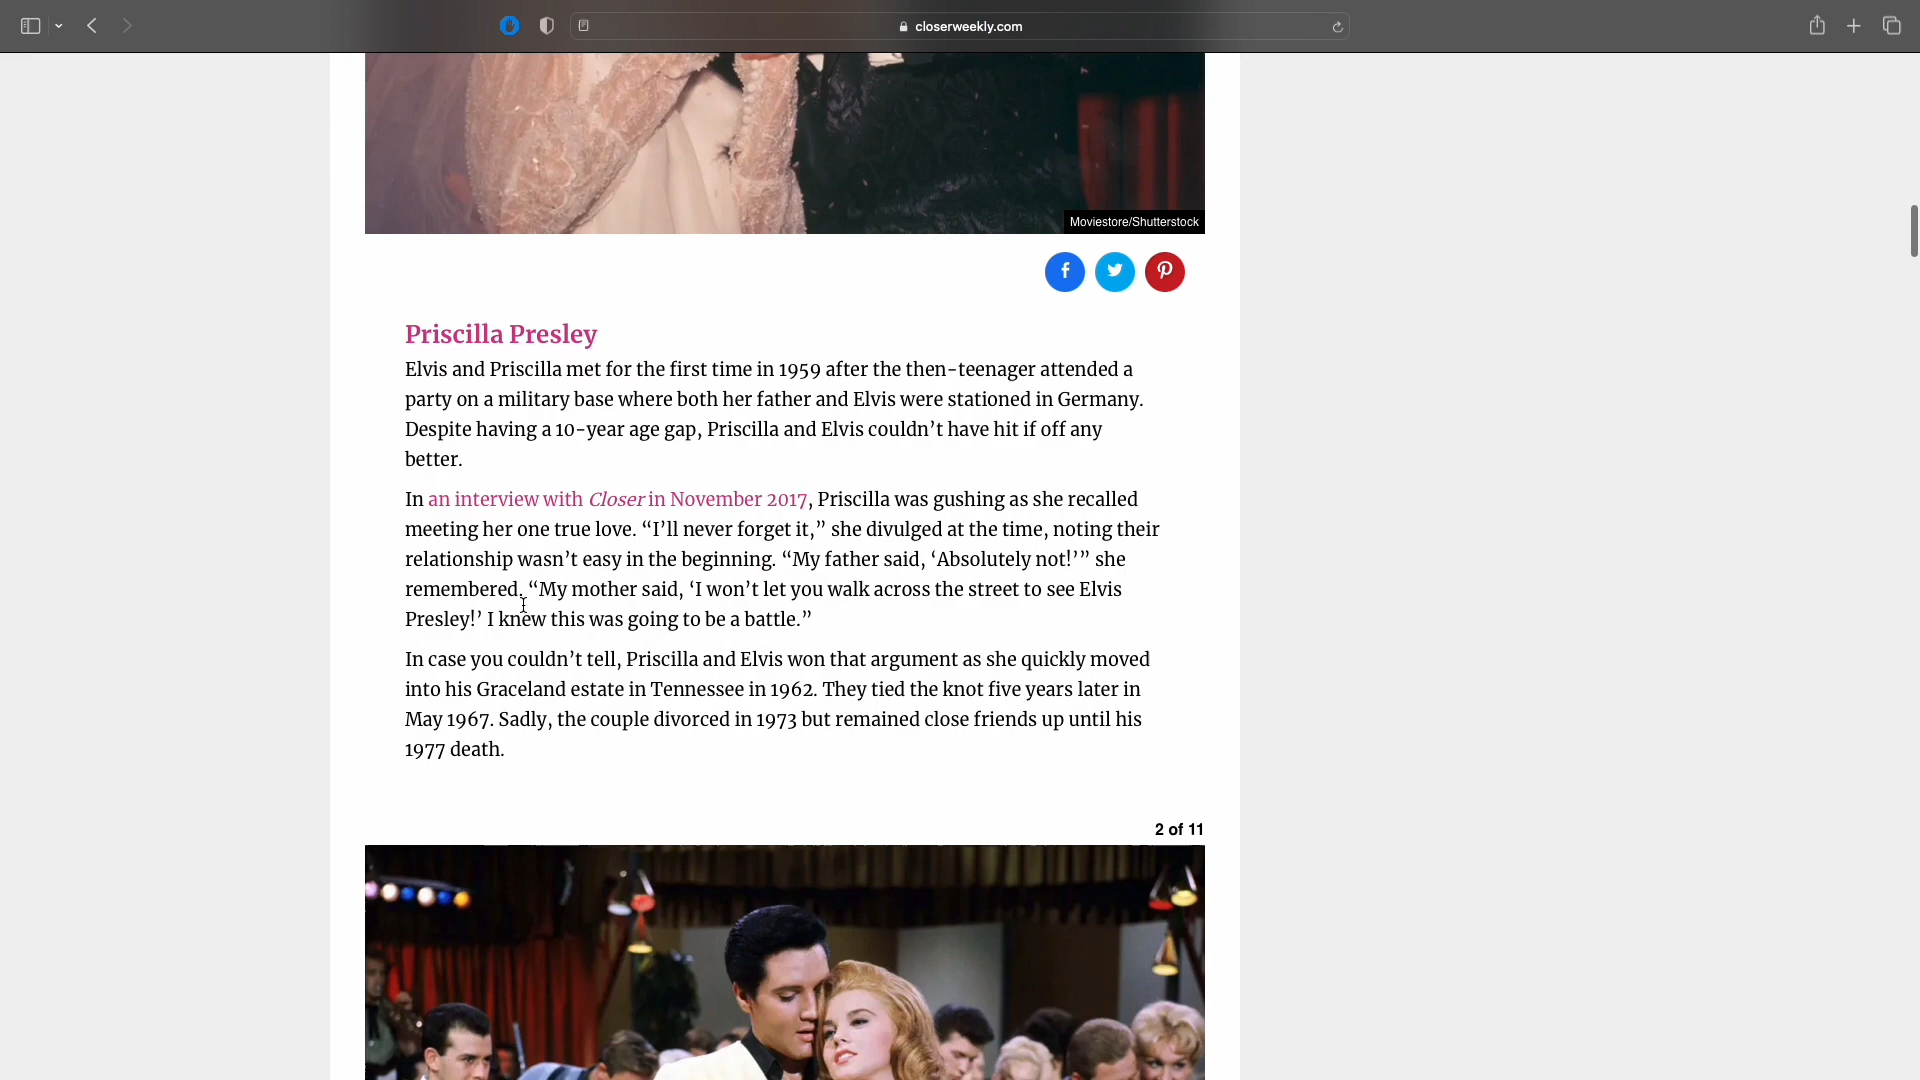 closerweekly.com
Moviestore/Shutterstock
Priscilla Presley
Elvis and Priscilla met for the first time in 1959 after the then-teenager attended a
party on a military base where both her father and Elvis were stationed in Germany.
Despite having a 10-year age gap, Priscilla and Elvis couldn’t have hit if off any
better.
In an interview with Closer in November 2017, Priscilla was gushing as she recalled
meeting her one true love. “I’ll never forget it,” she divulged at the time, noting their
relationship wasn’t easy in the beginning. “My father said, ‘Absolutely not!’” she
remembered. “My mother said, ‘I won’t let you walk across the street to see Elvis
Presley!’ I knew this was going to be a battle.”
In case you couldn’t tell, Priscilla and Elvis won that argument as she quickly moved
into his Graceland estate in Tennessee in 1962. They tied the knot five years later in
May 1967. Sadly, the couple divorced in 1973 but remained close friends up until his
1977 death.
2 of 11